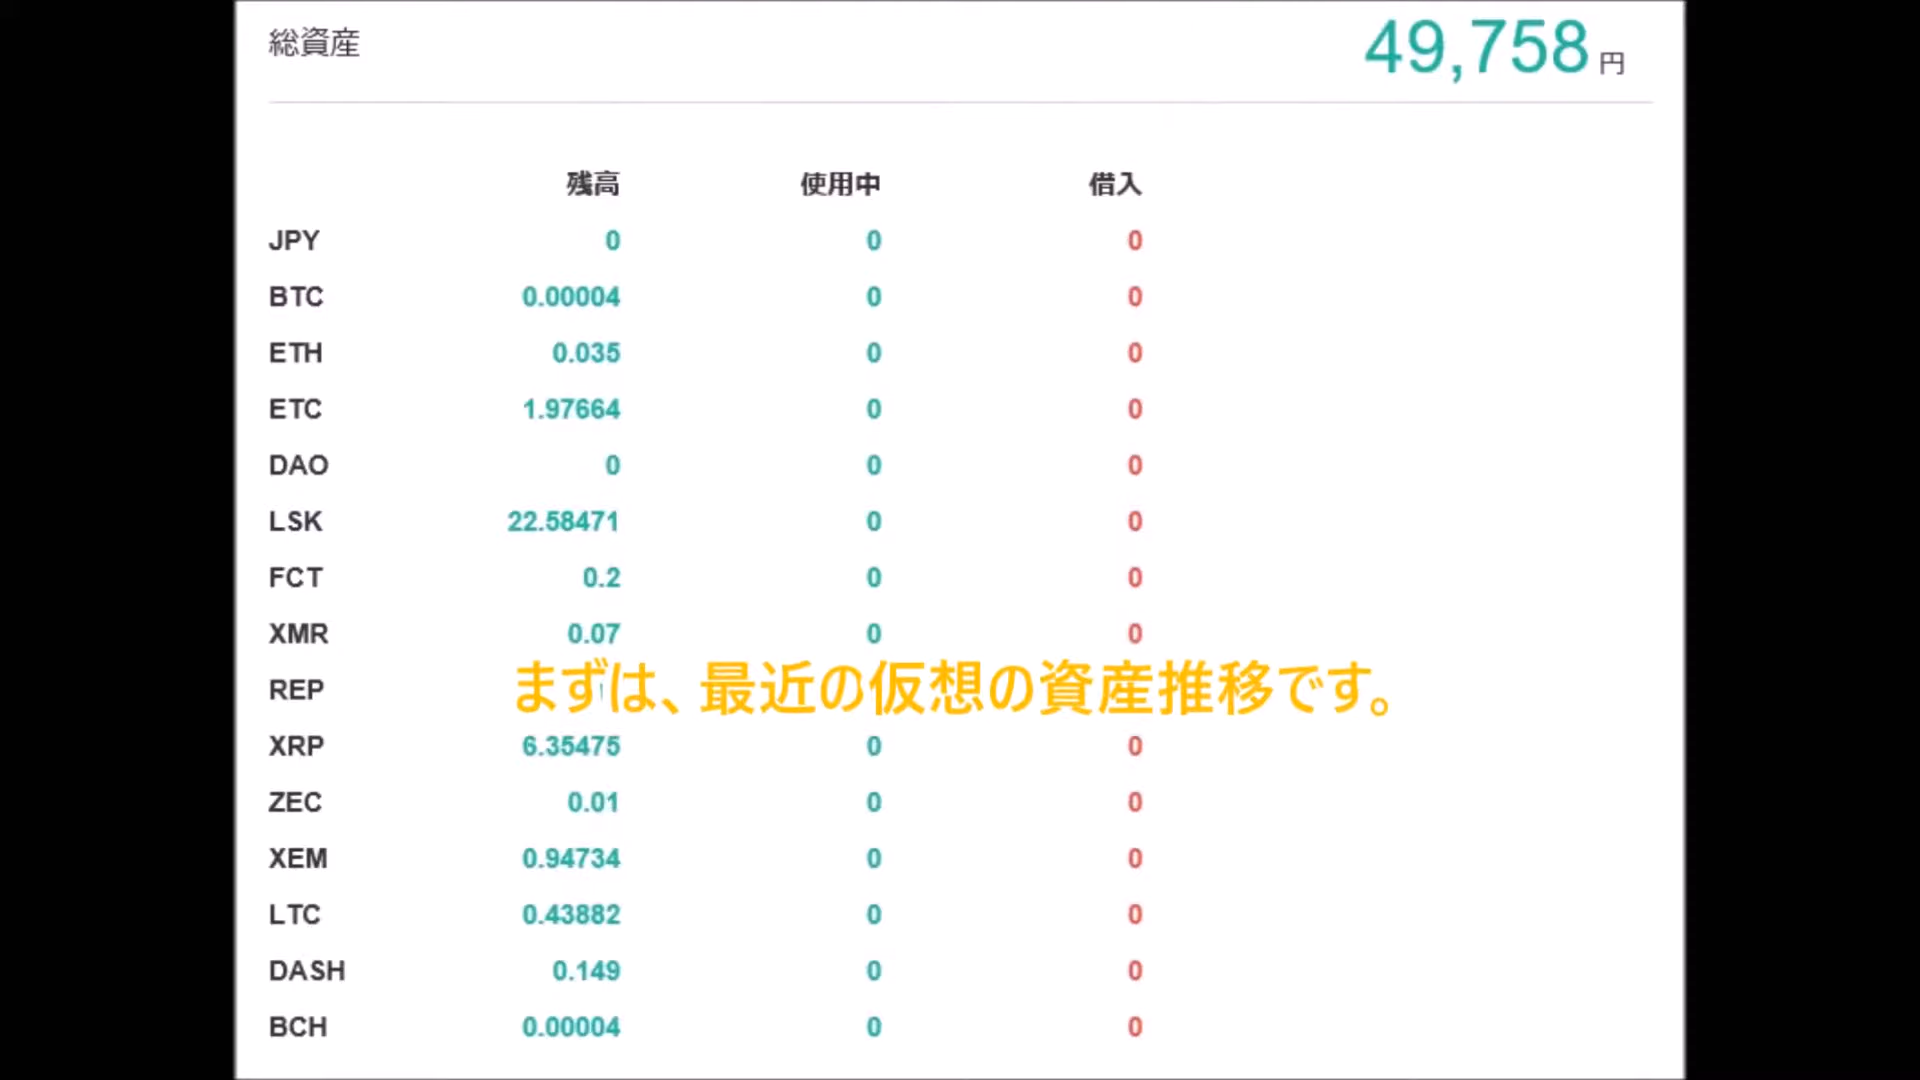 総資産 49,758 円
残高 使用中 借入
JPY 0 0 0
BTC 0.00004 0 0
ETH 0.035 0 0
ETC 1.97664 0 0
DAO 0 0 0
LSK 22.58471 0 0
FCT 0.2 0 0
XMR 0.07 0 0
REP
まずは、最近の仮想の資産推移です。
XRP 6.35475 0 0
ZEC 0.01 0 0
XEM 0.94734 0 0
LTC 0.43882 0 0
DASH 0.149 0 0
BCH 0.00004 0 0